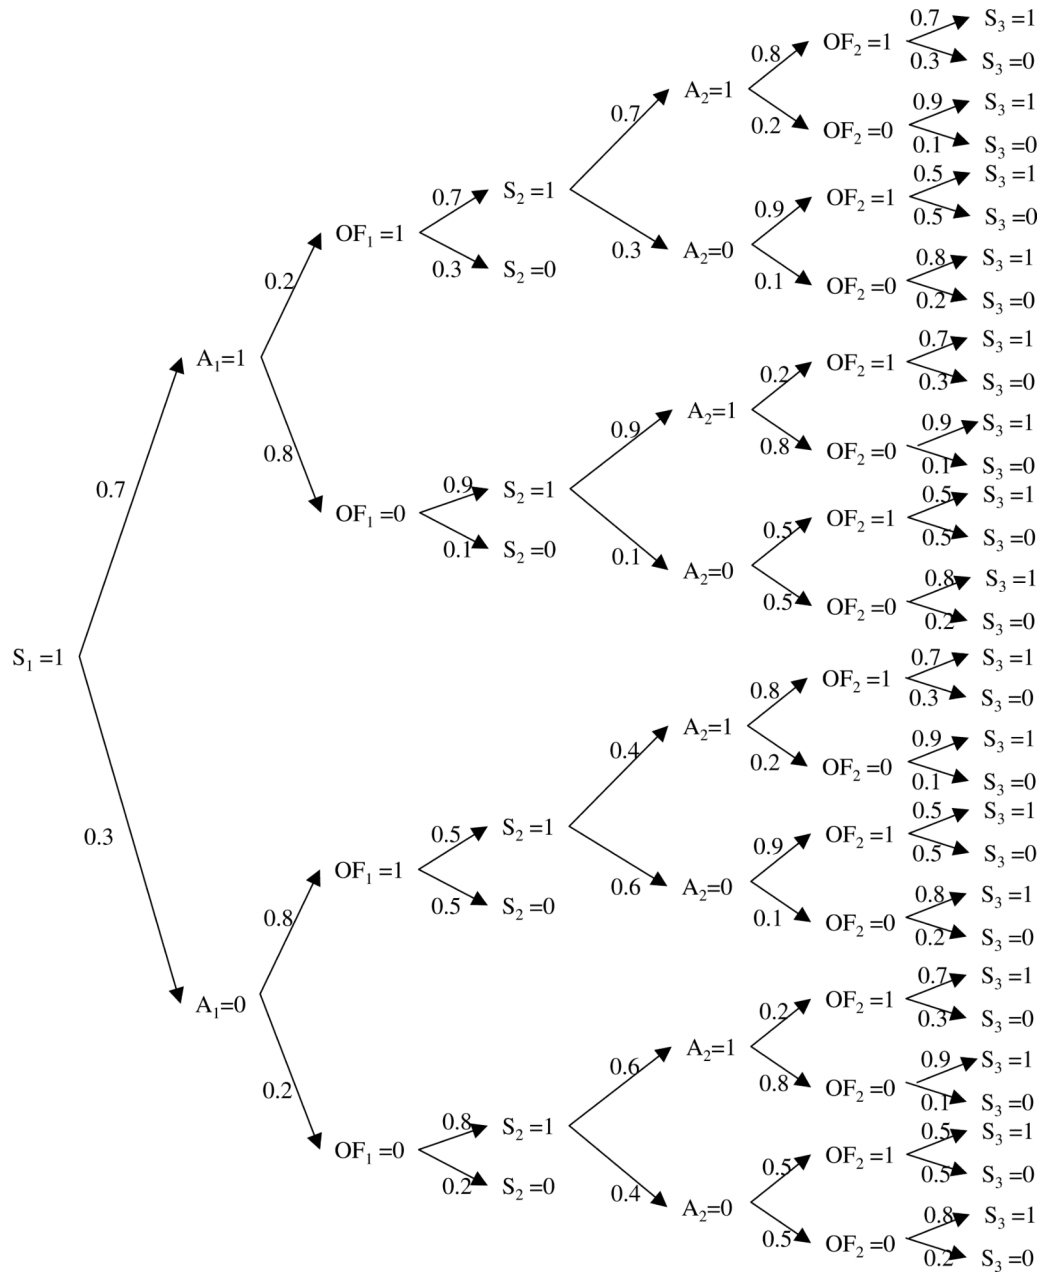 0.7 S3 =1
OF2 =1
0.8 0.3 S3 =0
A2=1
0.9 S3 =1
0.7 0.2 OF2 =0
0.1 S3 =0
0.5 S3 =1
0.7 S2 =1 0.9 OF2 =1
0.5 S3 =0
OF1 =1
0.3 A2=0
0.8 S3 =1
0.3 S2 =0 0.1 OF2 =0
0.2 0.2 S3 =0
0.7 S3 =1
A1=1 OF2 =1
0.2 0.3 S3 =0
A2=1
0.9 S3 =1
0.9 0.8 OF2 =0
0.8 0.1 S3 =0
0.7 0.9 S2 =1 0.5 S3 =1
OF1 =0 0.5 OF2 =1
0.5 S3 =0
0.1 S2 =0 0.1 A2=0
0.8 S3 =1
0.5 OF2 =0
0.2 S3 =0
S1 =1 0.7 S3 =1
0.8 OF2 =1
0.3 S3 =0
A2=1
0.4 0.9 S3 =1
0.2 OF2 =0
0.1 S3 =0
0.3 0.5 S2 =1 0.5 S3 =1
0.9 OF2 =1
0.5 S3 =0
OF1 =1
0.6 A2=0
0.8 S3 =1
0.5 S2 =0
0.8 0.1 OF2 =0
0.2 S3 =0
0.7 S3 =1
A1=0 0.2 OF2 =1
0.3 S3 =0
A2=1
0.6 0.9 S3 =1
0.2 0.8 OF2 =0
0.1 S3 =0
0.8 S2 =1 0.5 S3 =1
OF1 =0 0.5 OF2 =1
0.5 S3 =0
0.2 S2 =0 0.4 A2=0
0.8 S3 =1
0.5 OF2 =0
0.2 S3 =0